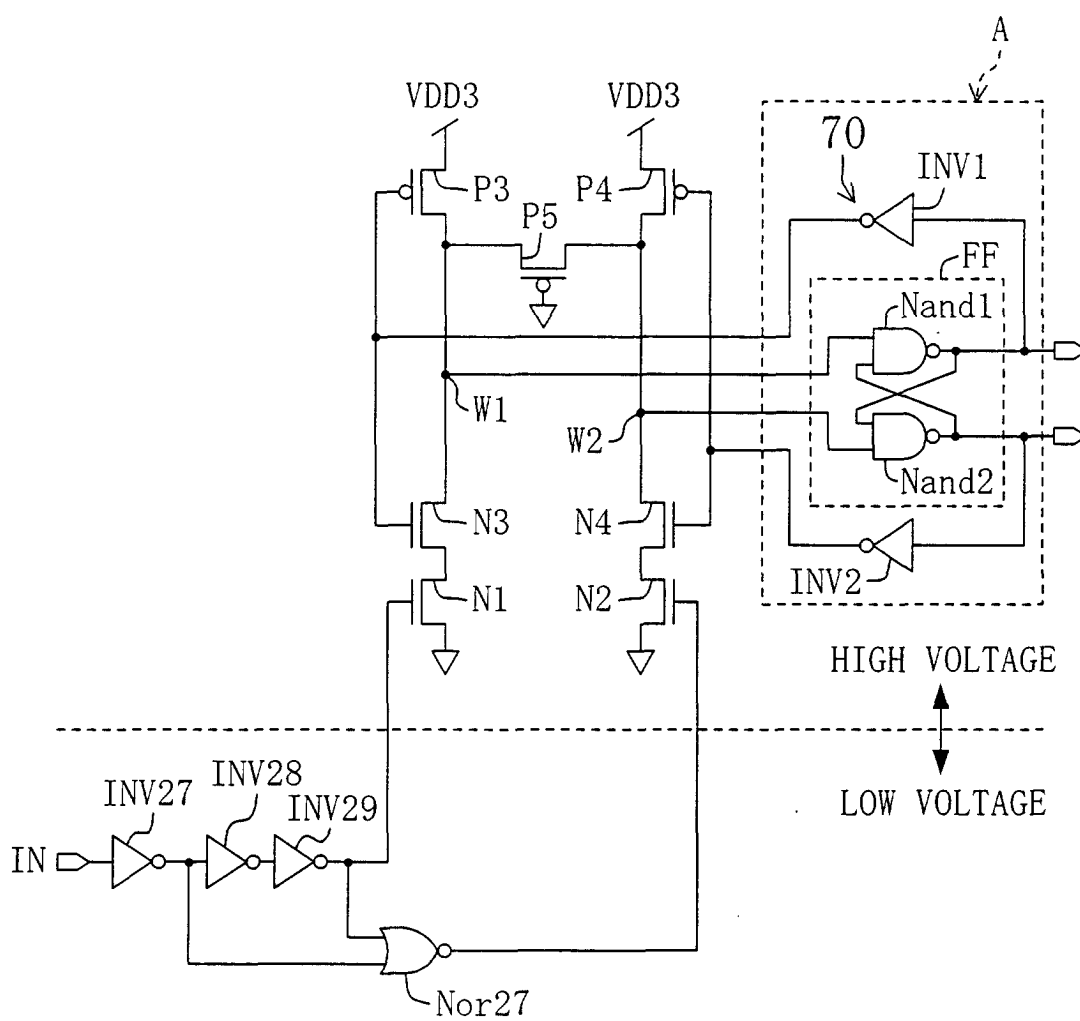 A
VDD3
VDD3
70
INV1
P3
P4
P5
FF
Nand1
W1
W2
Nand2
N3
N4
INV2
N1
N2
HIGH VOLTAGE
LOW VOLTAGE
INV27
INV28
INV29
IN
Nor27